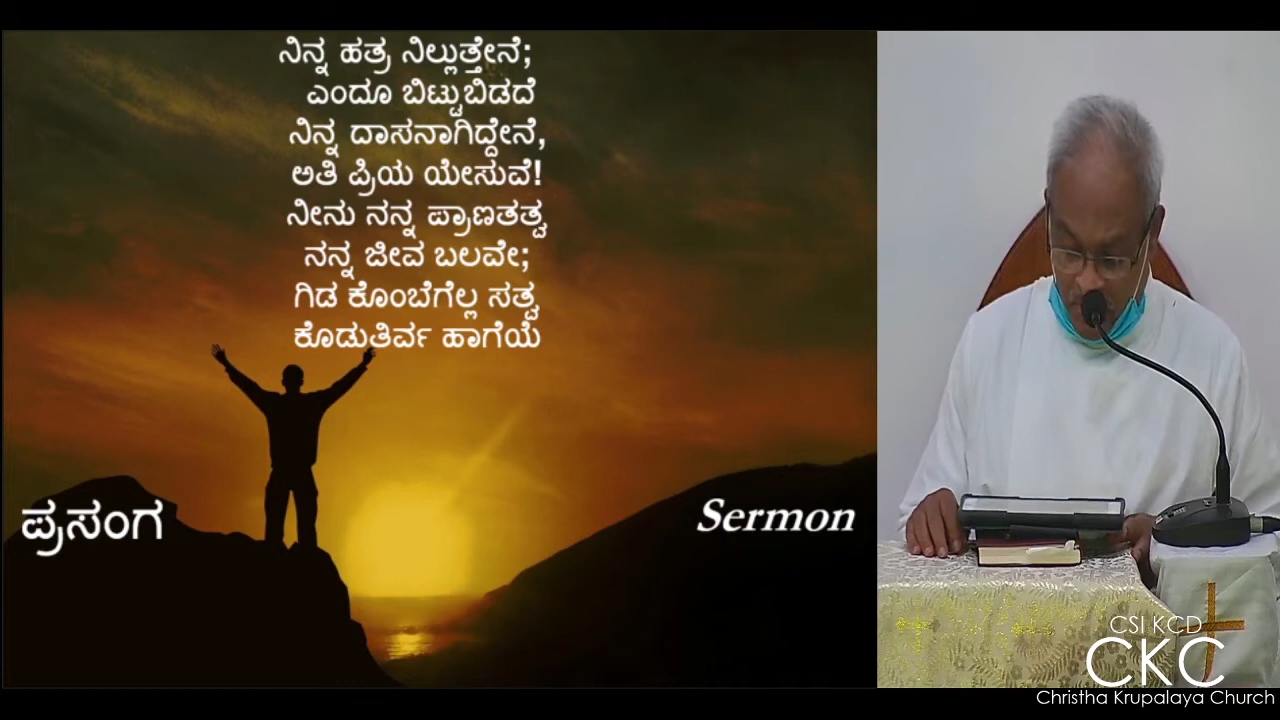 ನಿನ್ನ ಹತ್ರ ನಿಲ್ಲುತ್ತೇನೆ;
ಎಂದೂ ಬಿಟ್ಟುಬಿಡದೆ
ನಿನ್ನ ದಾಸನಾಗಿದ್ದೇನೆ,
ಅತಿ ಪ್ರಿಯ ಯೇಸುವೆ!
ನೀನು ನನ್ನ ಪ್ರಾಣತತ್ವ
ನನ್ನ ಜೀವ ಬಲವೇ;
ಗಿಡ ಕೊಂಬೆಗೆಲ್ಲ ಸತ್ವ
ಕೊಡುತಿರ್ವ ಹಾಗೆಯೆ
ಪ್ರಸಂಗ
Sermon
CSI KCD
CKC
Christha Krupalaya Church